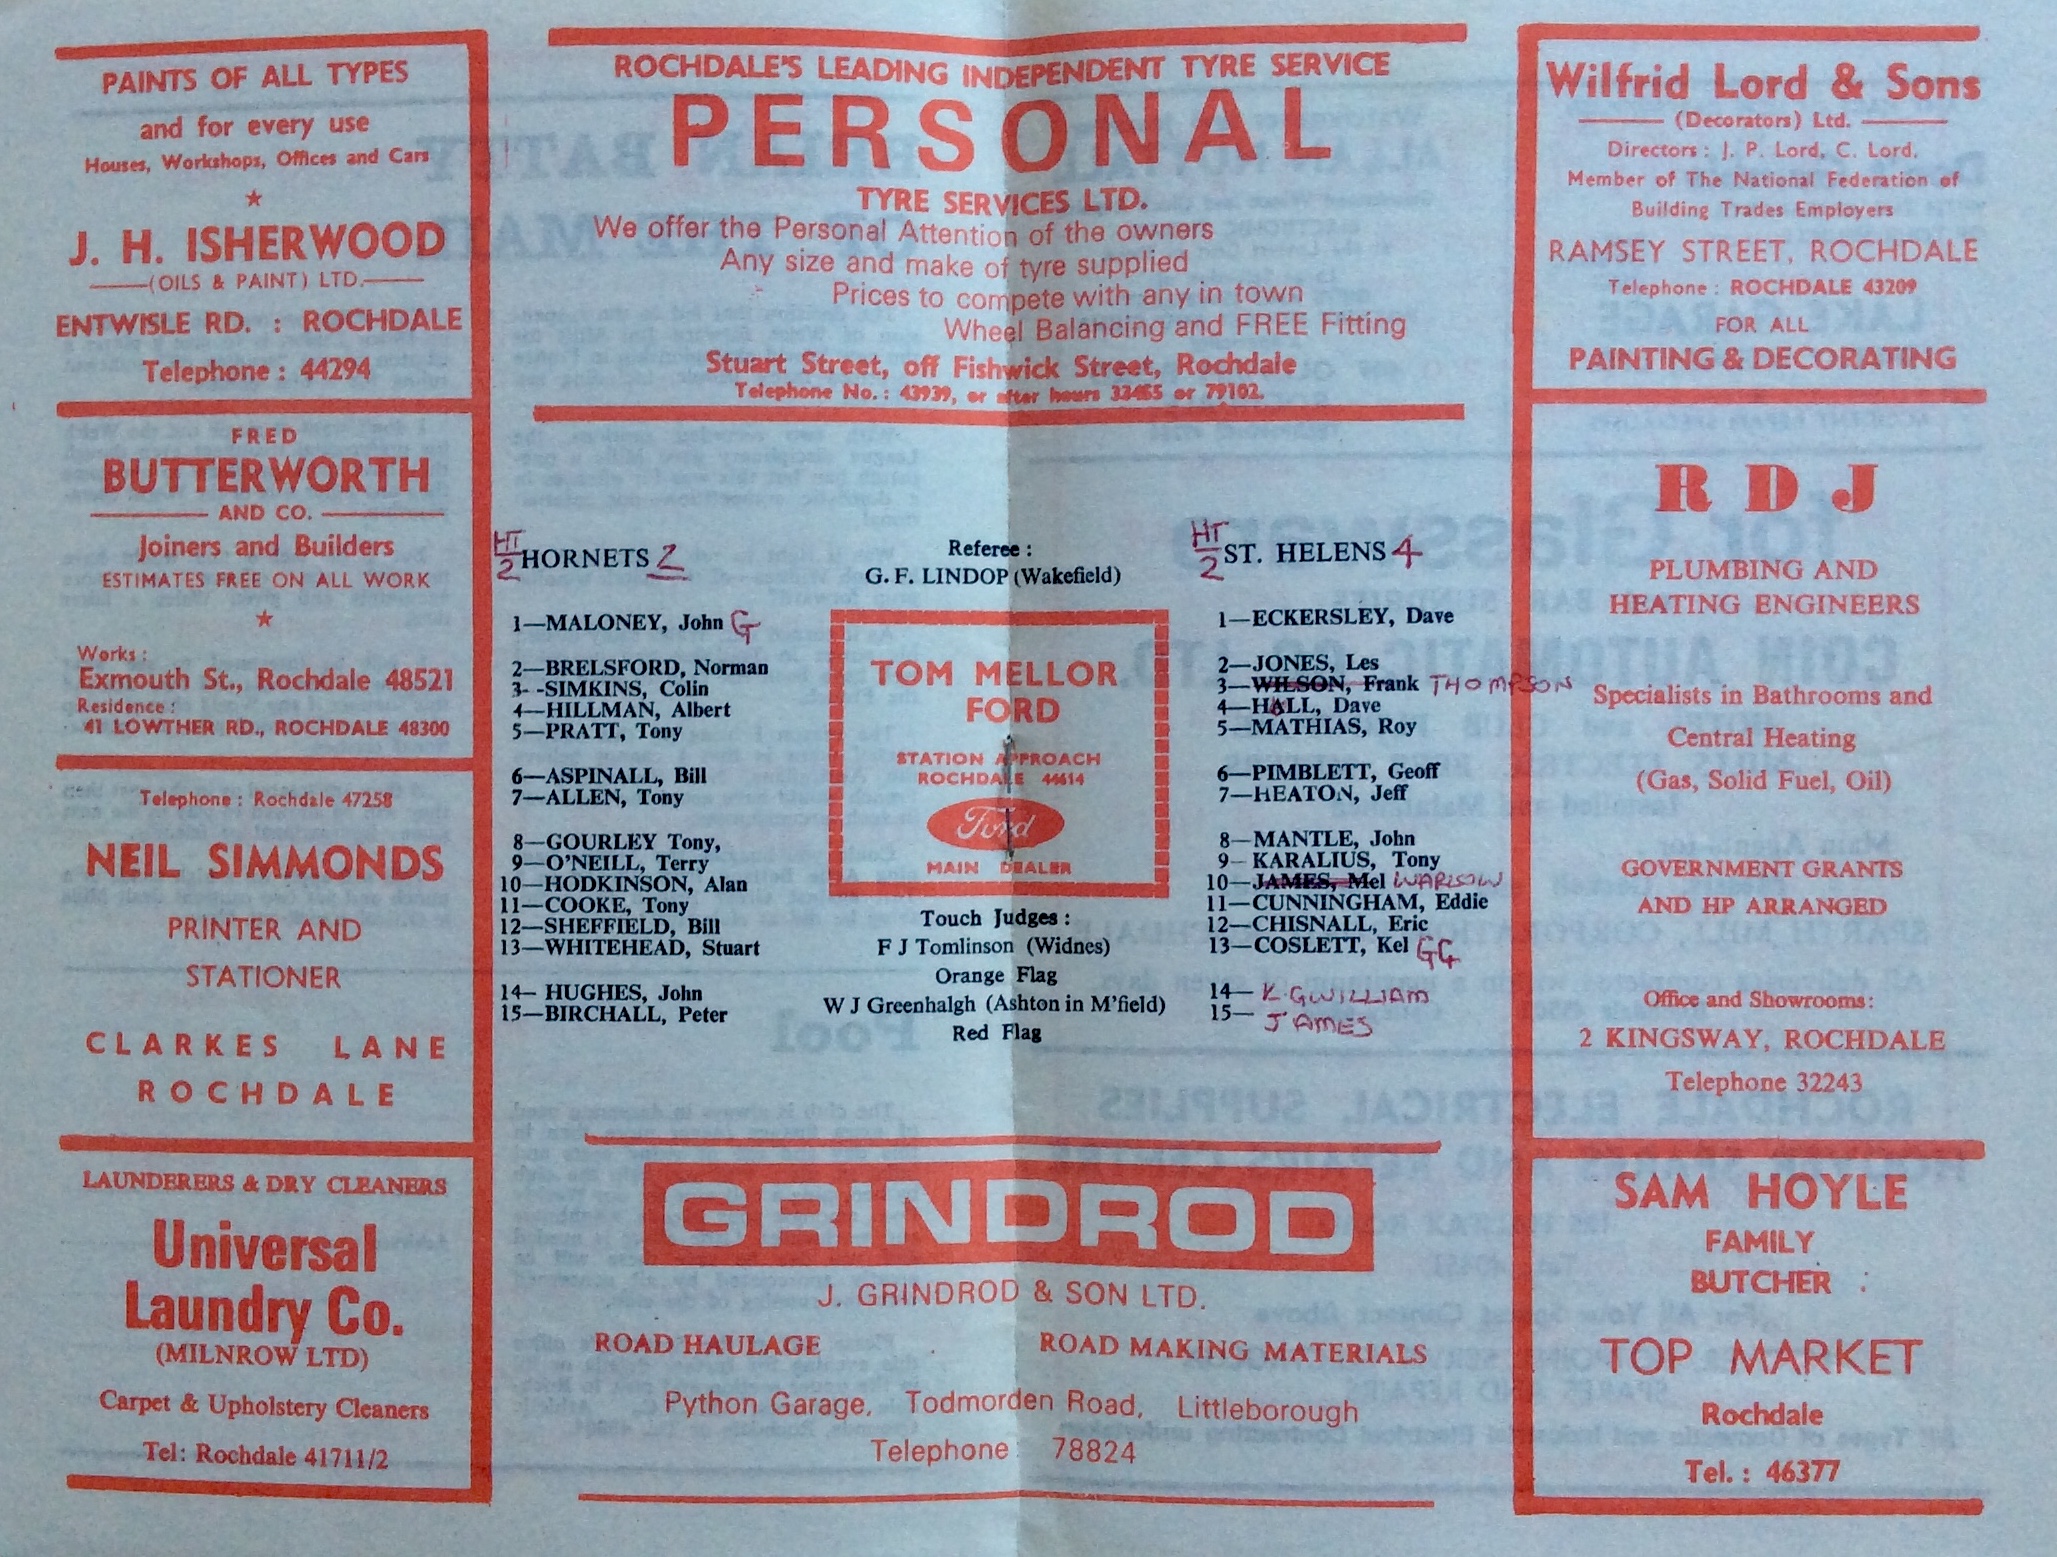 PAINTS OF ALL TYPES
and for every use
Houses, Workshops, Offices and Cars
J. H. ISHERWOOD
(OILS & PAINT) LTD.
ENTWISLE RD. : ROCHDALE
Telephone : 44294
FRED
BUTTERWORTH
AND CO.
Joiners and Builders
ESTIMATES FREE ON ALL WORK
Works :
Exmouth St., Rochdale 48521
Residence :
41 LOWTHER RD., ROCHDALE 48300
Telephone : Rochdale 47258
NEIL SIMMONDS
PRINTER AND
STATIONER
CLARKES LANE
ROCHDALE
LAUNDERERS & DRY CLEANERS
Universal
Laundry Co.
(MILNROW LTD)
Carpet & Upholstery Cleaners
Tel: Rochdale 41711/2
ROCHDALE'S LEADING INDEPENDENT TYRE SERVICE
PERSONAL
TYRE SERVICES LTD.
We offer the Personal Attention of the owners
Any size and make of tyre supplied
Prices to compete with any in town
Wheel Balancing and FREE Fitting
Stuart Street, off Fishwick Street, Rochdale
Telephone No. : 43939, or after hours 33455 or 79102.
HT
2
HORNETS 2
1—MALONEY, John G
2—BRELSFORD, Norman
3- -SIMKINS, Colin
4—HILLMAN, Albert
5—PRATT, Tony
6—ASPINALL, Bill
7—ALLEN, Tony
8—GOURLEY Tony,
9—O'NEILL, Terry
10—HODKINSON, Alan
11—COOKE, Tony
12—SHEFFIELD, Bill
13—WHITEHEAD, Stuart
14— HUGHES, John
15—BIRCHALL, Peter
Referee :
G. F. LINDOP (Wakefield)
TOM MELLOR
FORD
STATION APPROACH
ROCHDALE 44614
Ford
MAIN DEALER
Touch Judges :
F J Tomlinson (Widnes)
Orange Flag
W J Greenhalgh (Ashton in M'field)
Red Flag
HT
2
ST. HELENS 4
1—ECKERSLEY, Dave
2—JONES, Les
3—WILSON, Frank THOMPSON
4—HALL, Dave
5—MATHIAS, Roy
6—PIMBLETT, Geoff
7—HEATON, Jeff
8—MANTLE, John
9— KARALIUS, Tony
10—JAMES, Mel WARLOW
11—CUNNINGHAM, Eddie
12—CHISNALL, Eric
13—COSLETT, Kel GG
14— K. GWILLIAM
15— JAMES
GRINDROD
J. GRINDROD & SON LTD.
ROAD HAULAGE ROAD MAKING MATERIALS
Python Garage, Todmorden Road, Littleborough
Telephone : 78824
Wilfrid Lord & Sons
(Decorators) Ltd.
Directors : J. P. Lord, C. Lord,
Member of The National Federation of
Building Trades Employers
RAMSEY STREET, ROCHDALE
Telephone : ROCHDALE 43209
FOR ALL
PAINTING & DECORATING
RDJ
PLUMBING AND
HEATING ENGINEERS
Specialists in Bathrooms and
Central Heating
(Gas, Solid Fuel, Oil)
GOVERNMENT GRANTS
AND HP ARRANGED
Office and Showrooms:
2 KINGSWAY, ROCHDALE
Telephone 32243
SAM HOYLE
FAMILY
BUTCHER
TOP MARKET
Rochdale
Tel. : 46377